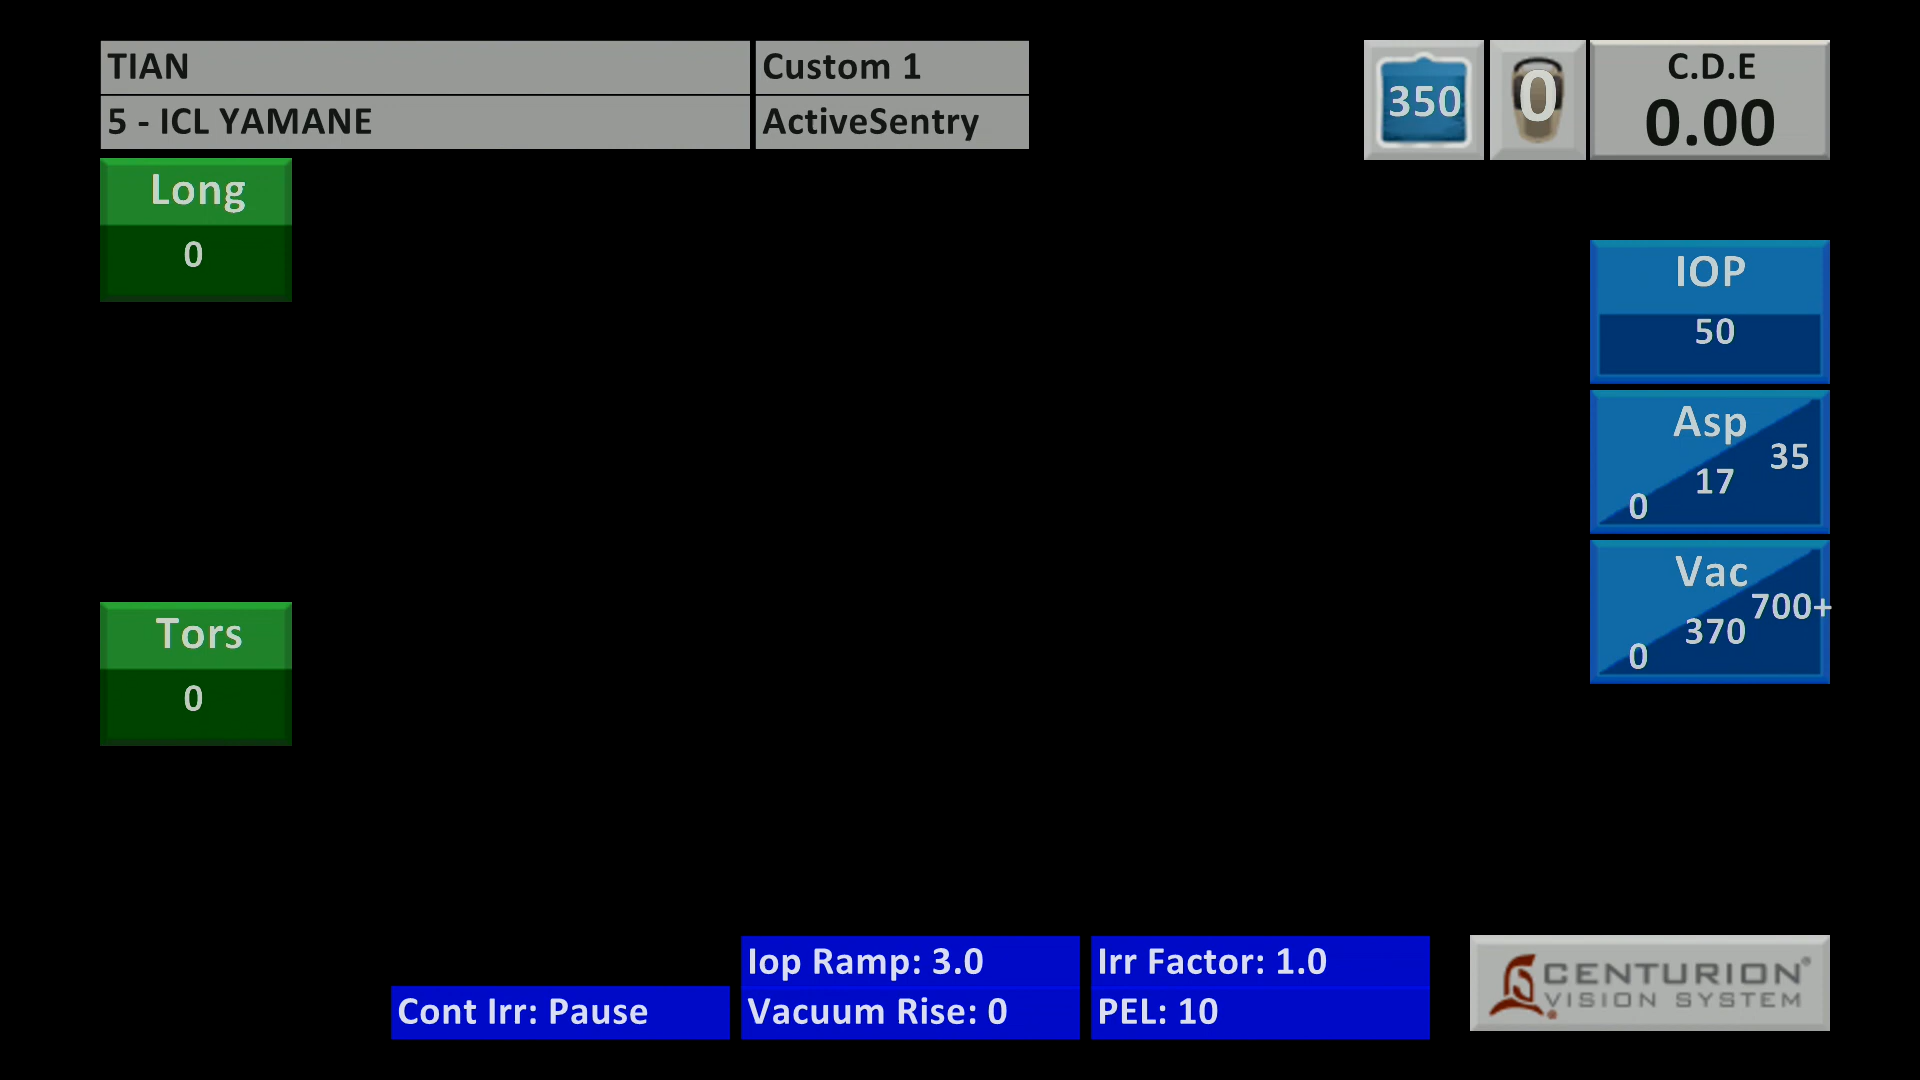 TIAN
Custom 1
5 - ICL YAMANE
ActiveSentry
350
0
C.D.E
0.00
Long
0
IOP
50
Asp
35
17
0
Vac
700+
370
0
Tors
0
Iop Ramp: 3.0
Irr Factor: 1.0
Cont Irr: Pause
Vacuum Rise: 0
PEL: 10
CENTURION®
VISION SYSTEM